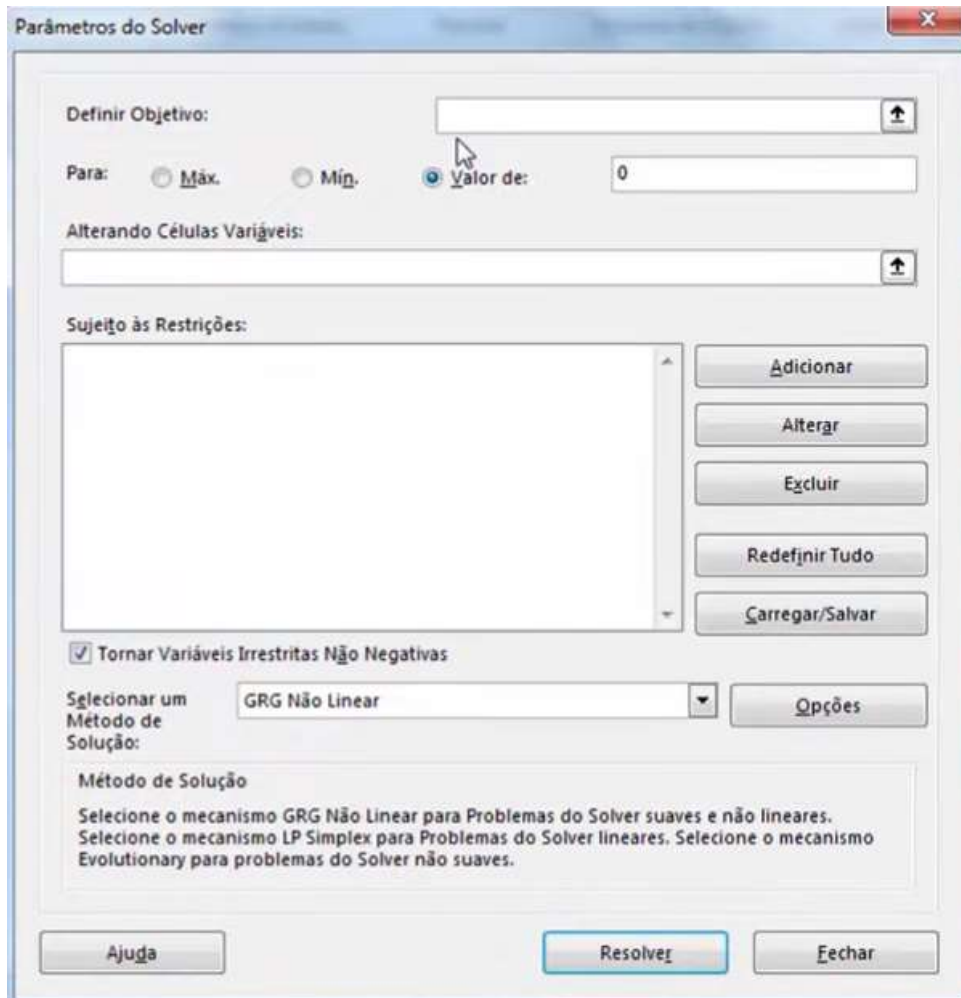 Parâmetros do Solver
Definir Objetivo:
Para: Máx. Mín. Valor de: 0
Alterando Células Variáveis:
Sujeito às Restrições:
Adicionar
Alterar
Excluir
Redefinir Tudo
Carregar/Salvar
Tornar Variáveis Irrestritas Não Negativas
Selecionar um
Método de
Solução:
GRG Não Linear
Opções
Método de Solução
Selecione o mecanismo GRG Não Linear para Problemas do Solver suaves e não lineares.
Selecione o mecanismo LP Simplex para Problemas do Solver lineares. Selecione o mecanismo
Evolutionary para problemas do Solver não suaves.
Ajuda Resolver Fechar